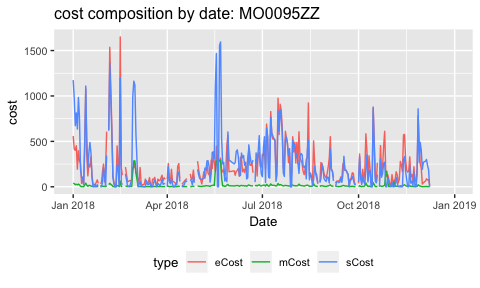 cost composition by date: MO0095ZZ
1500
1000
500
0
cost
Jan 2018
Apr 2018
Jul 2018
Oct 2018
Jan 2019
Date
type
eCost
mCost
sCost